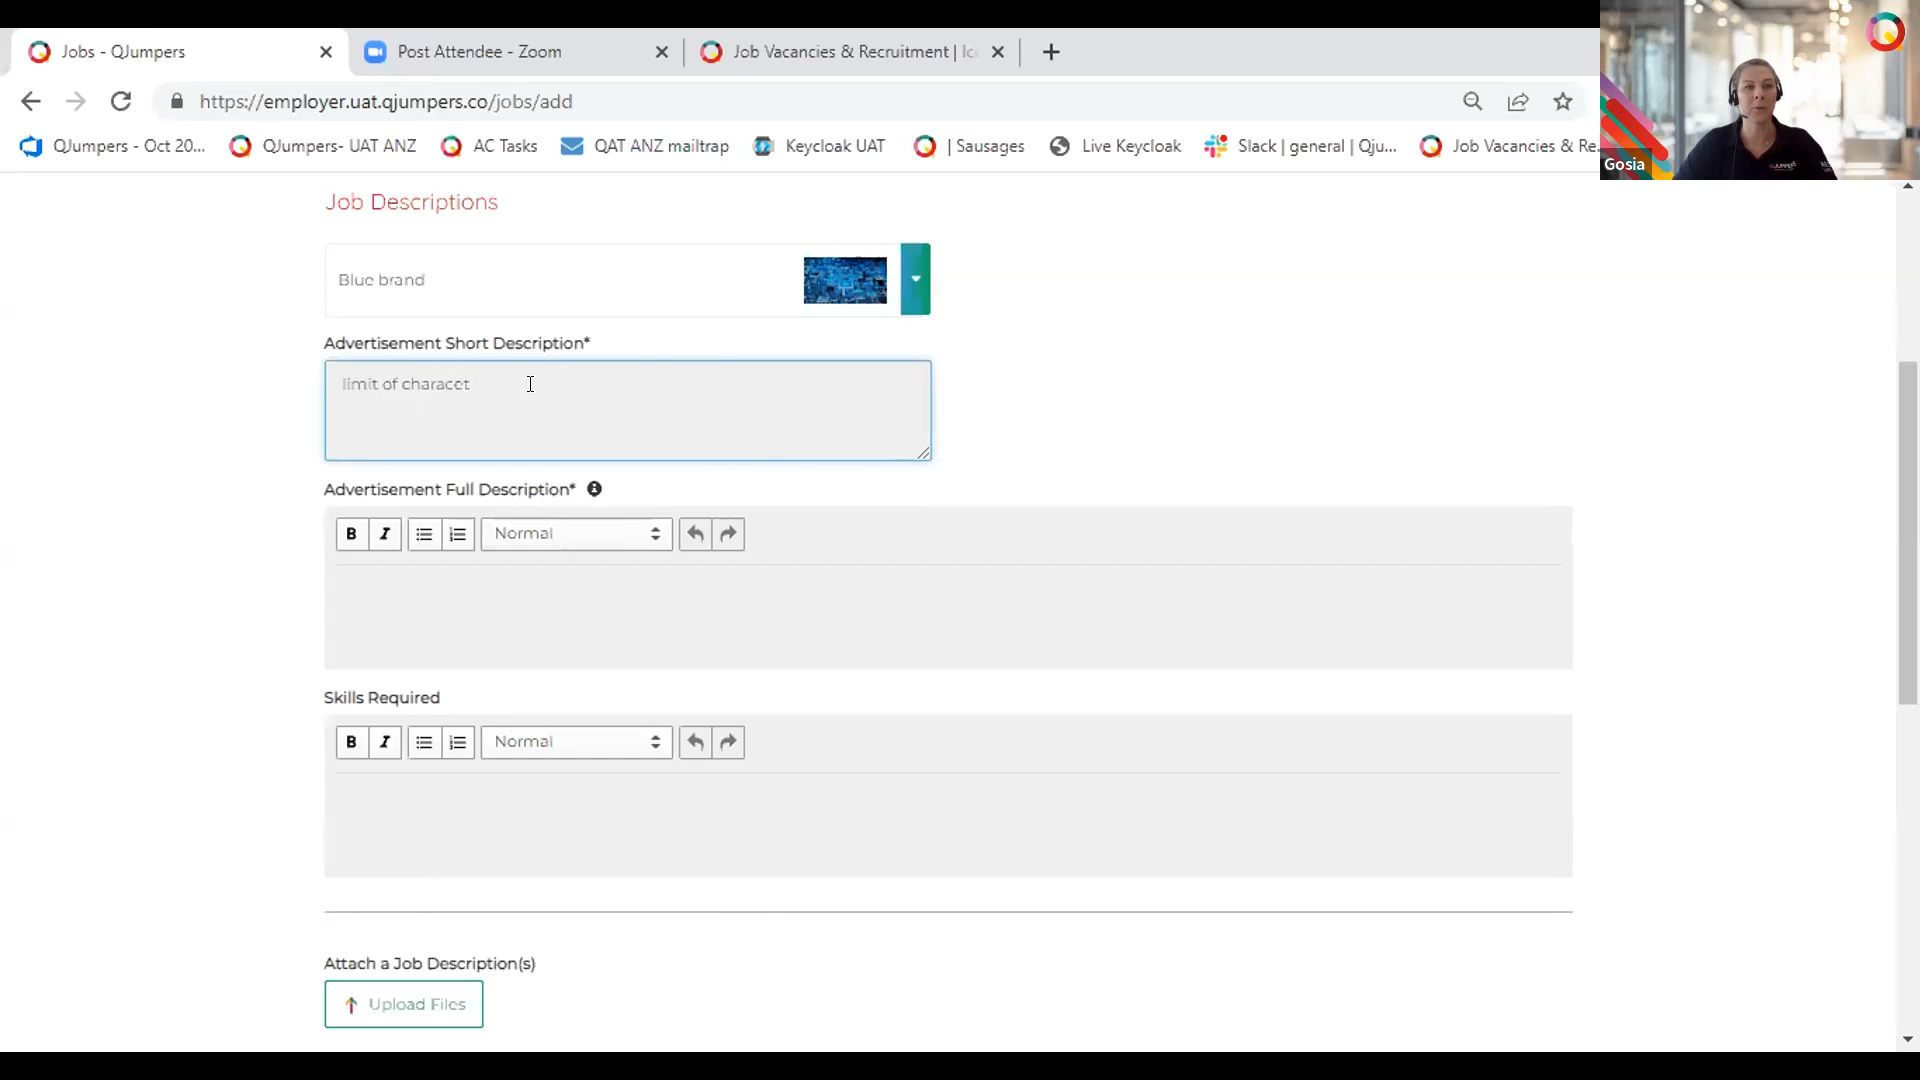 Jobs - QJumpers
Post Attendee - Zoom
Job Vacancies & Recruitment |
https://employer.uat.qjumpers.co/jobs/add
QJumpers - Oct 20...
QJumpers- UAT ANZ
AC Tasks
QAT ANZ mailtrap
Keycloak UAT
| Sausages
Live Keycloak
Slack | general | Qju...
Job Vacancies & Re
Gosia
QJUMPERS
Job Descriptions
Blue brand
Advertisement Short Description*
limit of characet
Advertisement Full Description*
B I
Normal
Skills Required
B I
Normal
Attach a Job Description(s)
Upload Files